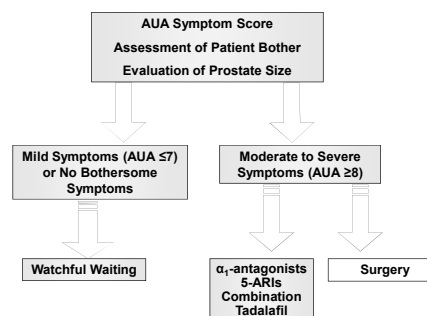 AUA Symptom Score
Assessment of Patient Bother
Evaluation of Prostate Size
Mild Symptoms (AUA ≤7)
or No Bothersome
Symptoms
Moderate to Severe
Symptoms (AUA ≥8)
Watchful Waiting
α₁-antagonists
5-ARIs
Combination
Tadalafil
Surgery